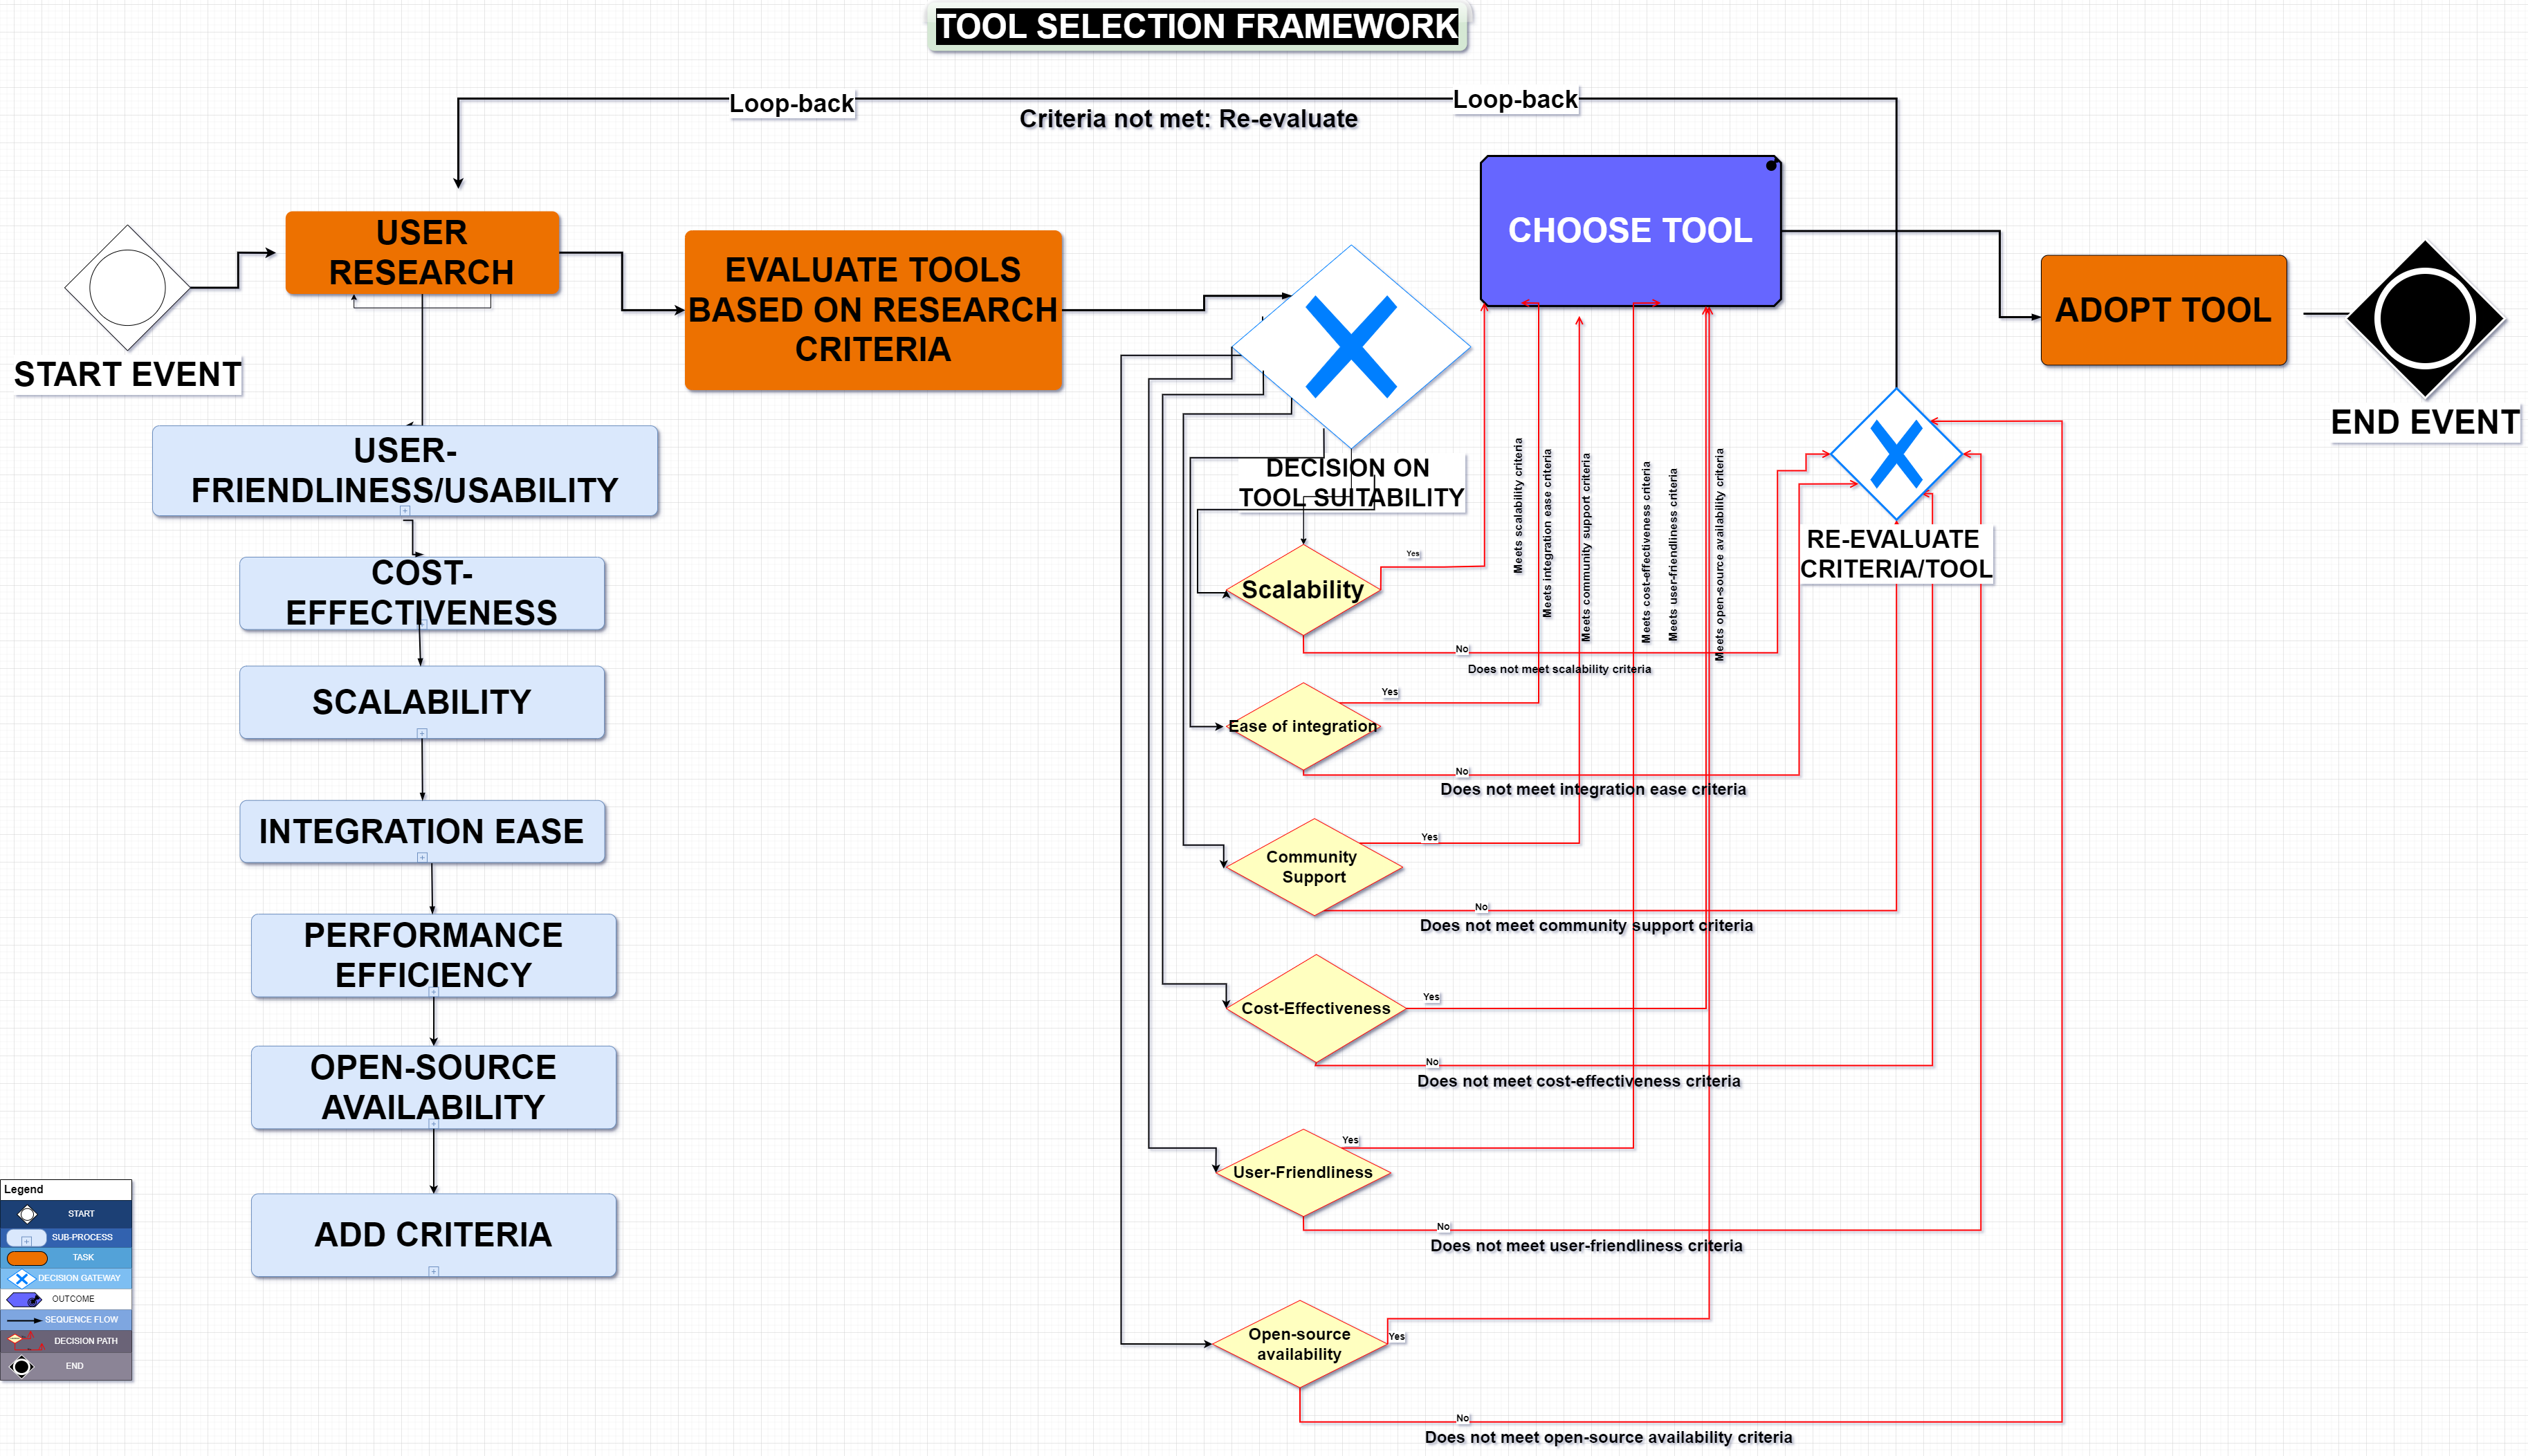 TOOL SELECTION FRAMEWORK
Loop-back
Loop-back
Criteria not met: Re-evaluate
START EVENT
USER
RESEARCH
EVALUATE TOOLS
BASED ON RESEARCH
CRITERIA
CHOOSE TOOL
ADOPT TOOL
END EVENT
USER-
FRIENDLINESS/USABILITY
COST-
EFFECTIVENESS
SCALABILITY
INTEGRATION EASE
PERFORMANCE
EFFICIENCY
OPEN-SOURCE
AVAILABILITY
ADD CRITERIA
DECISION ON
TOOL SUITABILITY
RE-EVALUATE
CRITERIA/TOOL
Meets scalability criteria
Meets integration ease criteria
Meets community support criteria
Meets cost-effectiveness criteria
Meets user-friendliness criteria
Meets open-source availability criteria
Scalability
Yes
No
Does not meet scalability criteria
Ease of integration
Yes
No
Does not meet integration ease criteria
Community
Support
Yes
No
Does not meet community support criteria
Cost-Effectiveness
Yes
No
Does not meet cost-effectiveness criteria
User-Friendliness
Yes
No
Does not meet user-friendliness criteria
Open-source
availability
Yes
No
Does not meet open-source availability criteria
Legend
START
SUB-PROCESS
TASK
DECISION GATEWAY
OUTCOME
SEQUENCE FLOW
DECISION PATH
END